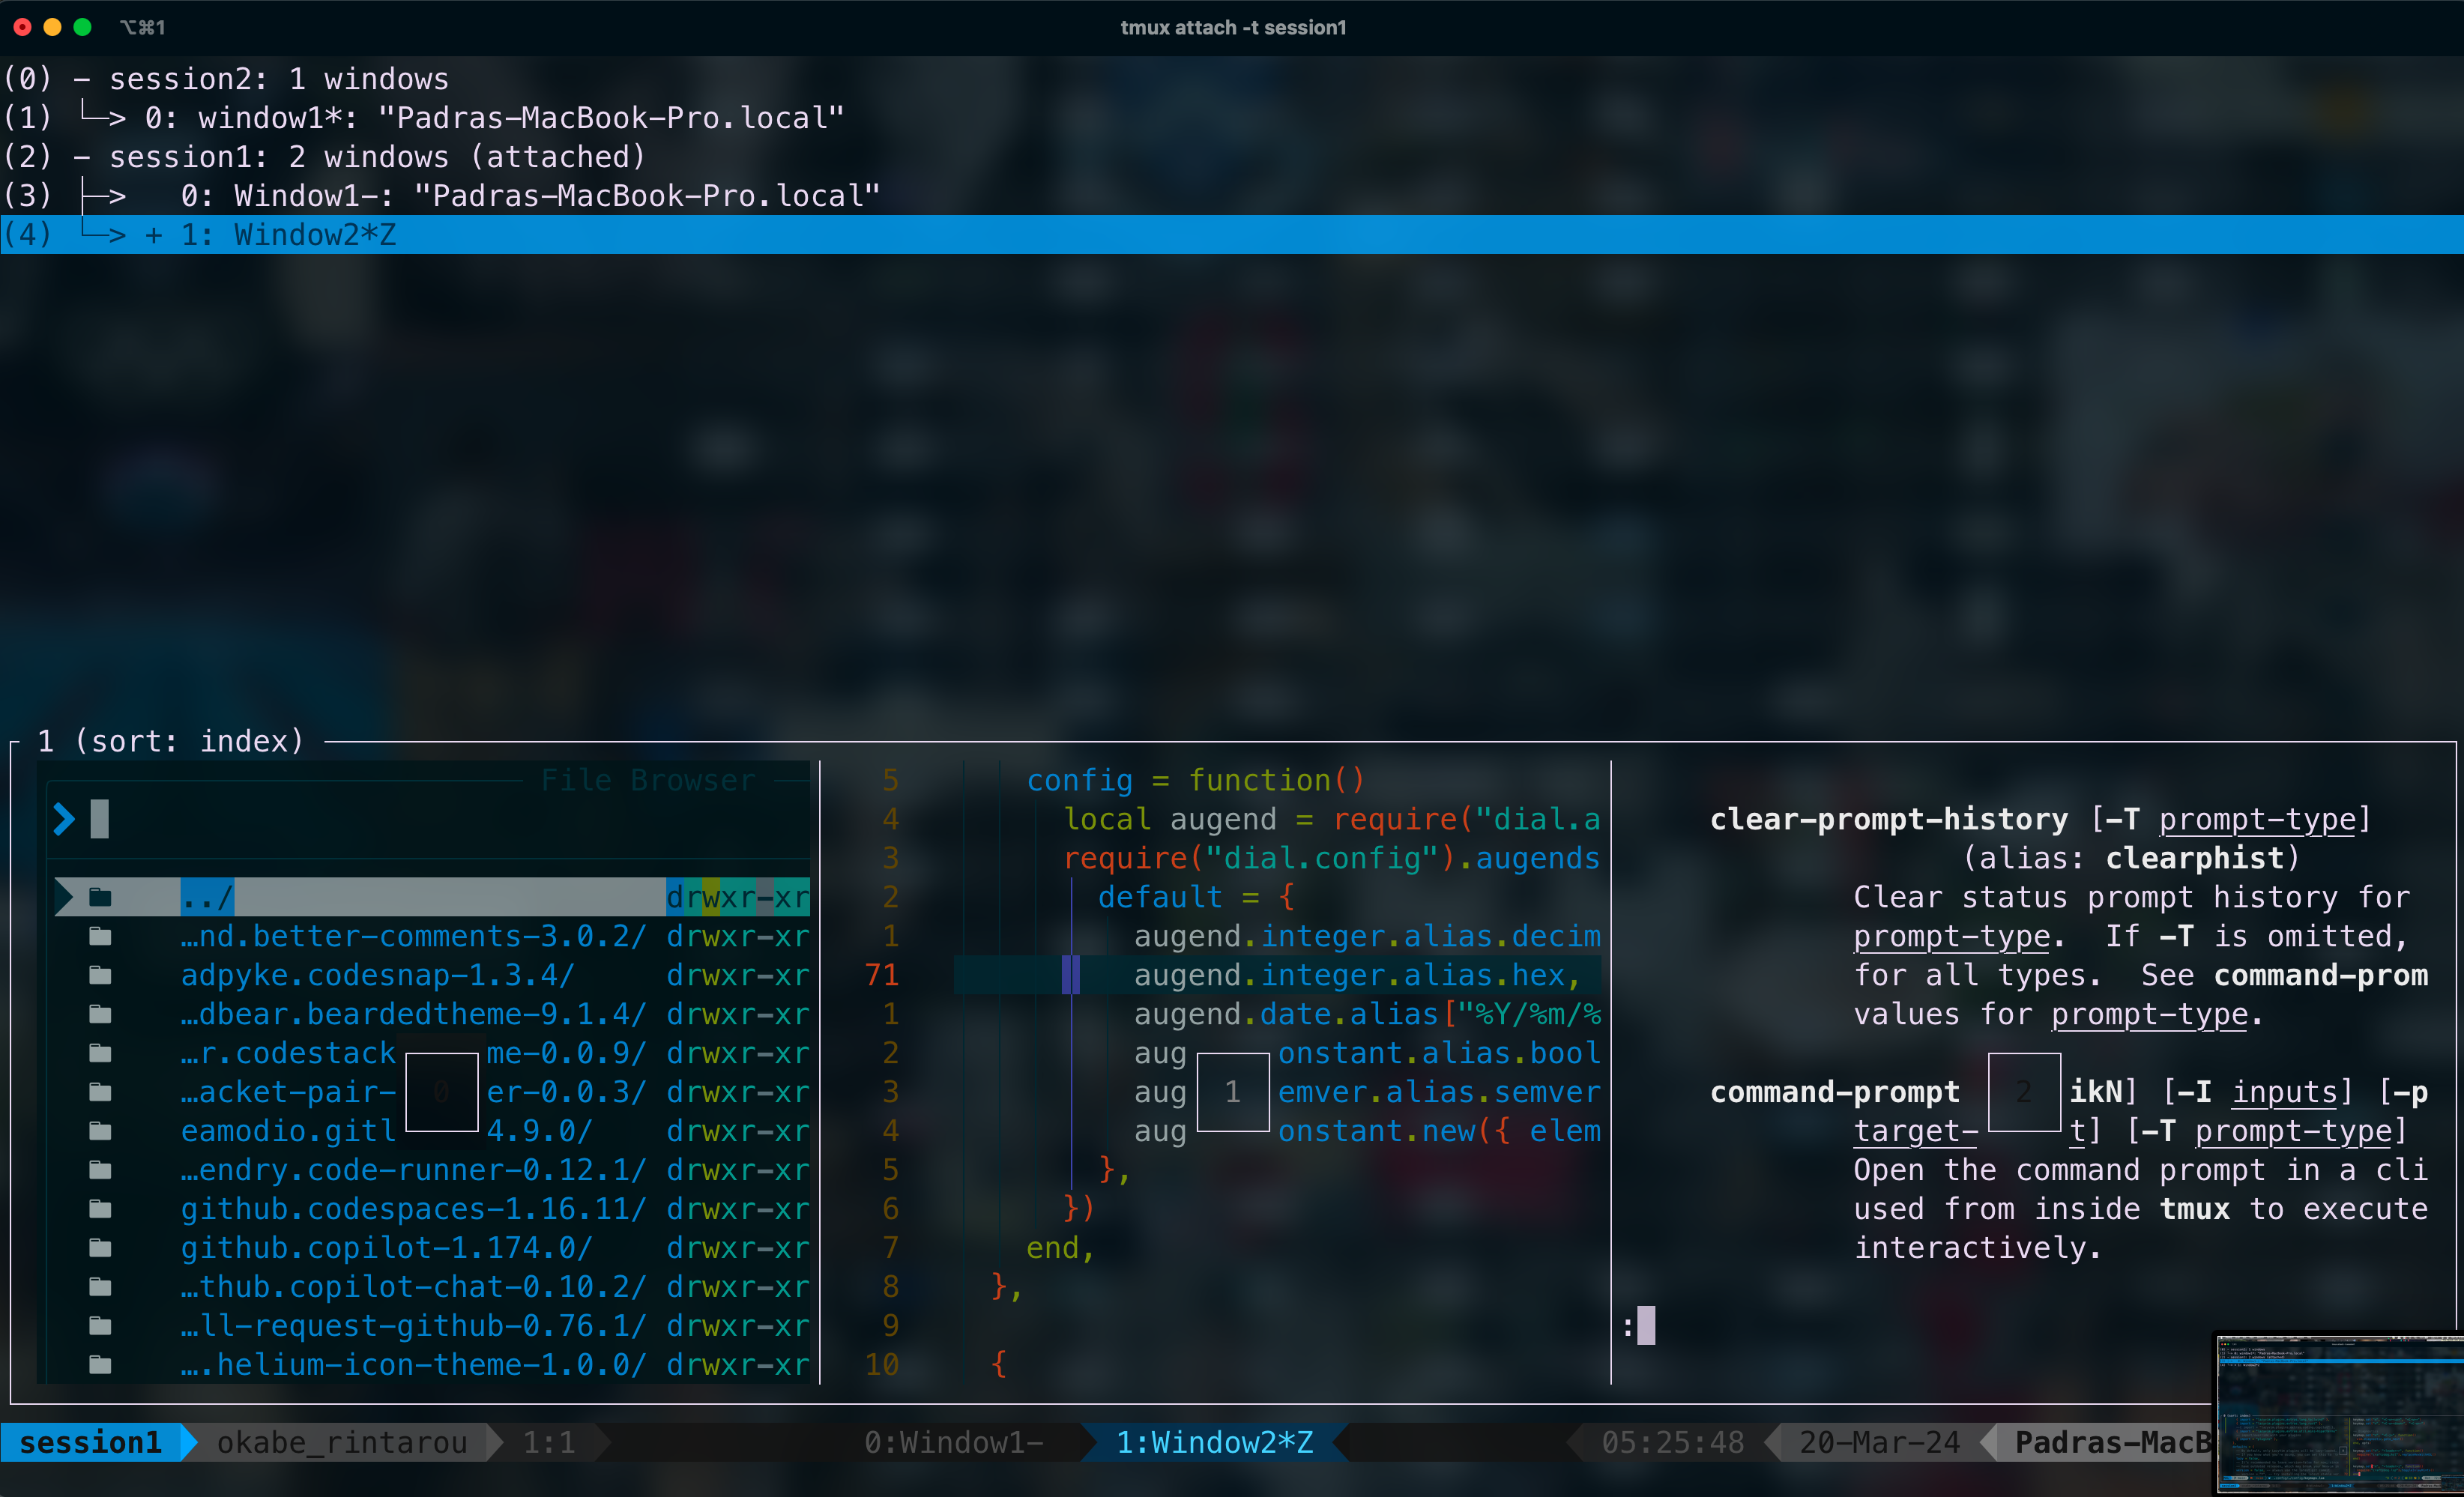 ⌥⌘1
tmux attach -t session1
(0) - session2: 1 windows
(1) └─> 0: window1*: "Padras-MacBook-Pro.local"
(2) - session1: 2 windows (attached)
(3) ├─>   0: Window1-: "Padras-MacBook-Pro.local"
(4) └─> + 1: Window2*Z
1 (sort: index)
File Browser
../ drwxr-xr
…nd.better-comments-3.0.2/ drwxr-xr
adpyke.codesnap-1.3.4/ drwxr-xr
…dbear.beardedtheme-9.1.4/ drwxr-xr
…r.codestack me-0.0.9/ drwxr-xr
…acket-pair- er-0.0.3/ drwxr-xr
eamodio.gitl 4.9.0/ drwxr-xr
…endry.code-runner-0.12.1/ drwxr-xr
github.codespaces-1.16.11/ drwxr-xr
github.copilot-1.174.0/ drwxr-xr
…thub.copilot-chat-0.10.2/ drwxr-xr
…ll-request-github-0.76.1/ drwxr-xr
….helium-icon-theme-1.0.0/ drwxr-xr
0
5 config = function()
4 local augend = require("dial.a
3 require("dial.config").augends
2 default = {
1 augend.integer.alias.decim
71 augend.integer.alias.hex,
1 augend.date.alias["%Y/%m/%
2 aug onstant.alias.bool
3 aug emver.alias.semver
4 aug onstant.new({ elem
5 },
6 })
7 end,
8 },
9
10 {
1
clear-prompt-history [-T prompt-type]
(alias: clearphist)
Clear status prompt history for
prompt-type.  If -T is omitted,
for all types.  See command-prom
values for prompt-type.
command-prompt ikN] [-I inputs] [-p
target- t] [-T prompt-type]
Open the command prompt in a cli
used from inside tmux to execute
interactively.
2
:
session1 okabe_rintarou 1:1 0:Window1- 1:Window2*Z 05:25:48 20-Mar-24 Padras-MacB